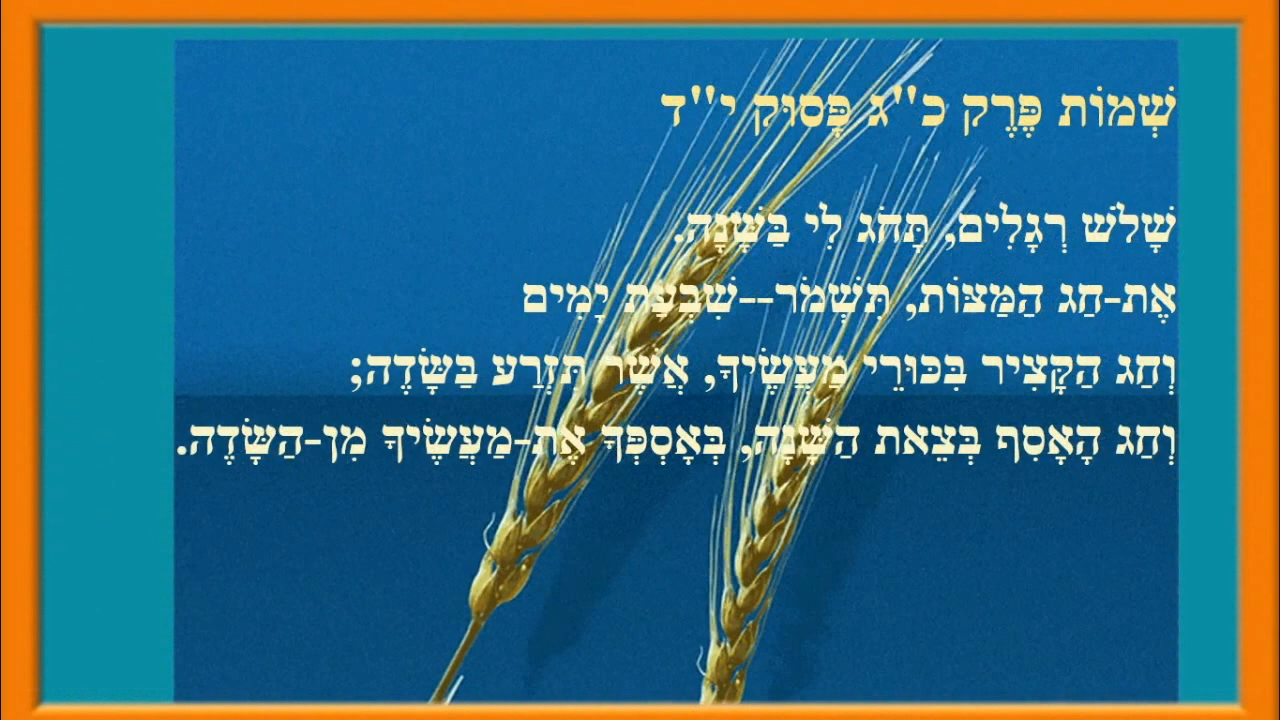 שְׁמוֹת פֶּרֶק כ"ג פָּסוּק י"ד
שָׁלֹשׁ רְגָלִים, תָּחֹג לִי בַּשָּׁנָה.
אֶת-חַג הַמַּצּוֹת, תִּשְׁמֹר--שִׁבְעַת יָמִים
וְחַג הַקָּצִיר בִּכּוּרֵי מַעֲשֶׂיךָ, אֲשֶׁר תִּזְרַע בַּשָּׂדֶה;
וְחַג הָאָסִף בְּצֵאת הַשָּׁנָה, בְּאָסְפְּךָ אֶת-מַעֲשֶׂיךָ מִן-הַשָּׂדֶה.